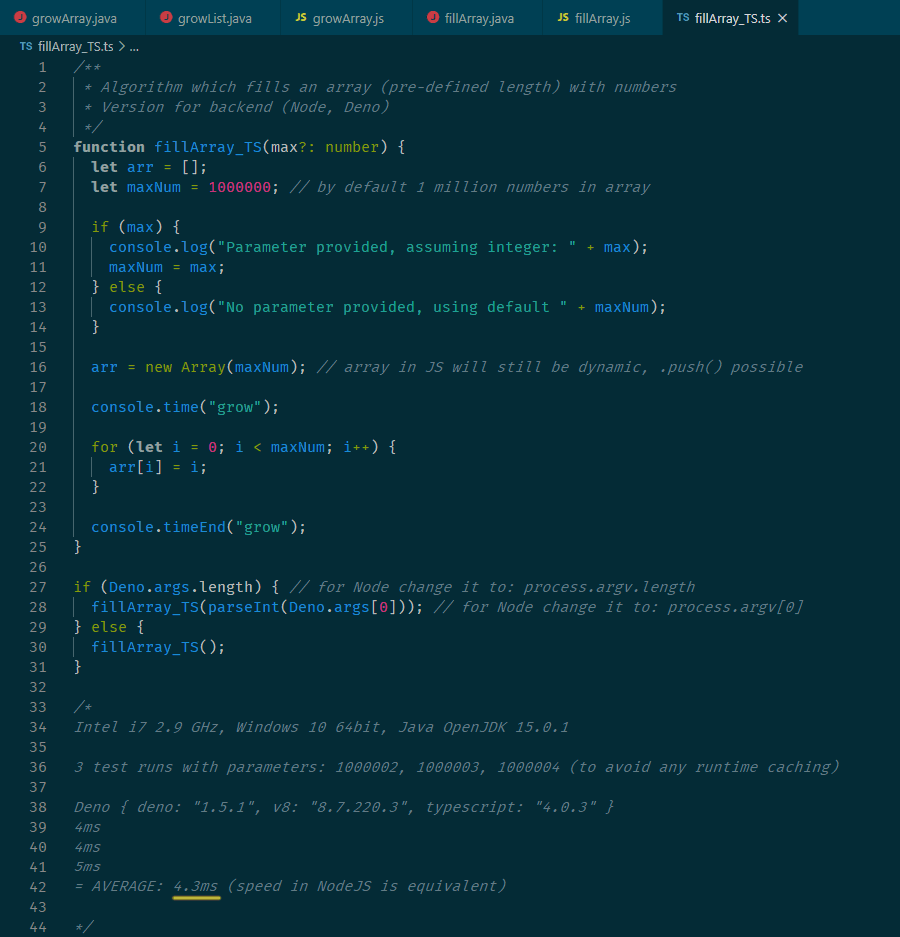 growArray.java growList.java JS growArray.js fillArray.java JS fillArray.js TS fillArray_TS.ts
TS fillArray_TS.ts > ...
1 /**
2 * Algorithm which fills an array (pre-defined length) with numbers
3 * Version for backend (Node, Deno)
4 */
5 function fillArray_TS(max?: number) {
6 let arr = [];
7 let maxNum = 1000000; // by default 1 million numbers in array
8
9 if (max) {
10 console.log("Parameter provided, assuming integer: " + max);
11 maxNum = max;
12 } else {
13 console.log("No parameter provided, using default " + maxNum);
14 }
15
16 arr = new Array(maxNum); // array in JS will still be dynamic, .push() possible
17
18 console.time("grow");
19
20 for (let i = 0; i < maxNum; i++) {
21 arr[i] = i;
22 }
23
24 console.timeEnd("grow");
25 }
26
27 if (Deno.args.length) { // for Node change it to: process.argv.length
28 fillArray_TS(parseInt(Deno.args[0])); // for Node change it to: process.argv[0]
29 } else {
30 fillArray_TS();
31 }
32
33 /*
34 Intel i7 2.9 GHz, Windows 10 64bit, Java OpenJDK 15.0.1
35
36 3 test runs with parameters: 1000002, 1000003, 1000004 (to avoid any runtime caching)
37
38 Deno { deno: "1.5.1", v8: "8.7.220.3", typescript: "4.0.3" }
39 4ms
40 4ms
41 5ms
42 = AVERAGE: 4.3ms (speed in NodeJS is equivalent)
43
44 */